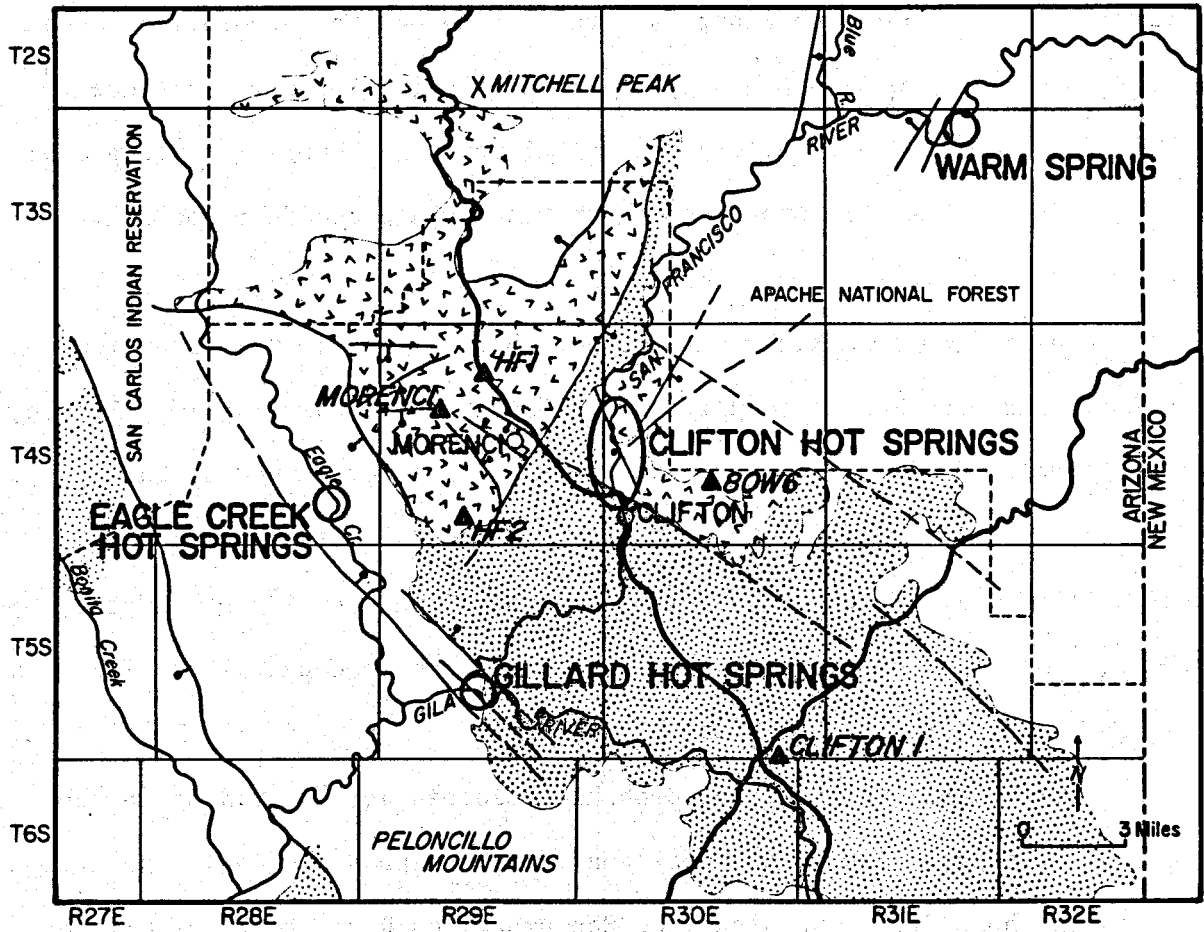 T2S
Blue
R.
X MITCHELL PEAK
RIVER
WARM SPRING
SAN CARLOS INDIAN RESERVATION
T3S
FRANCISCO
APACHE NATIONAL FOREST
SAN
HF1
MORENCI
MORENCI
CLIFTON HOT SPRINGS
T4S
Eagle
Cr.
BOW6
CLIFTON
ARIZONA
NEW MEXICO
EAGLE CREEK
HOT SPRINGS
HF2
Bonita
Creek
T5S
GILLARD HOT SPRINGS
GILA
RIVER
CLIFTON 1
N
T6S
PELONCILLO
MOUNTAINS
0 3 Miles
R27E R28E R29E R30E R31E R32E